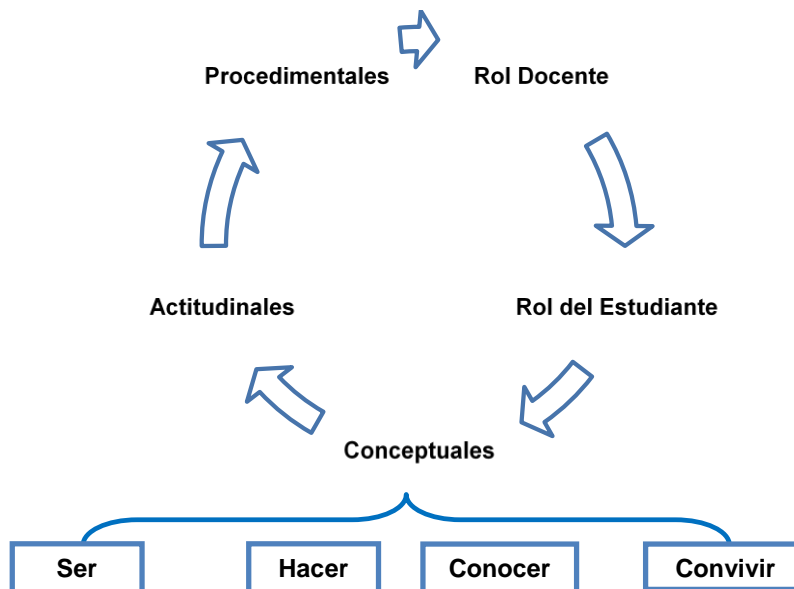 Procedimentales Rol Docente
Actitudinales Rol del Estudiante
Conceptuales
Ser Hacer Conocer Convivir